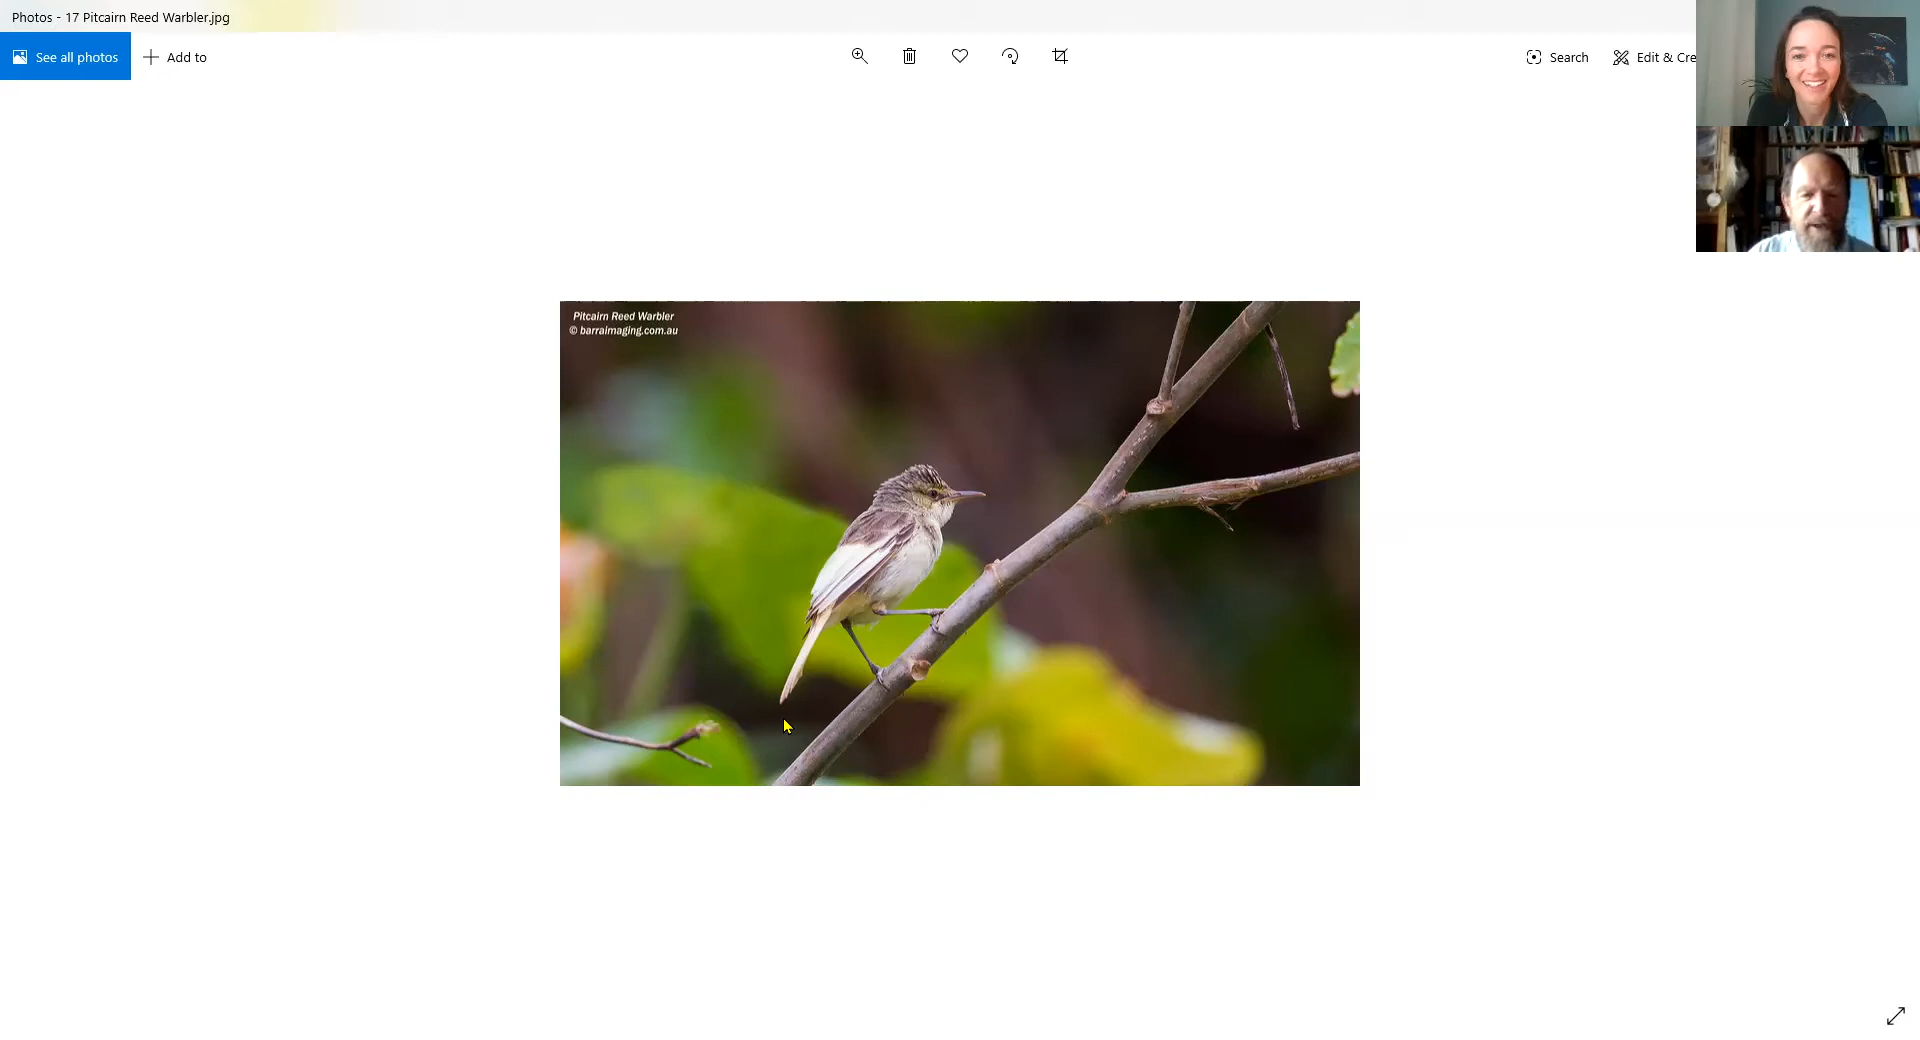 Photos - 17 Pitcairn Reed Warbler.jpg
See all photos
Add to
Search
Edit & Cre
Pitcairn Reed Warbler
© barraimaging.com.au